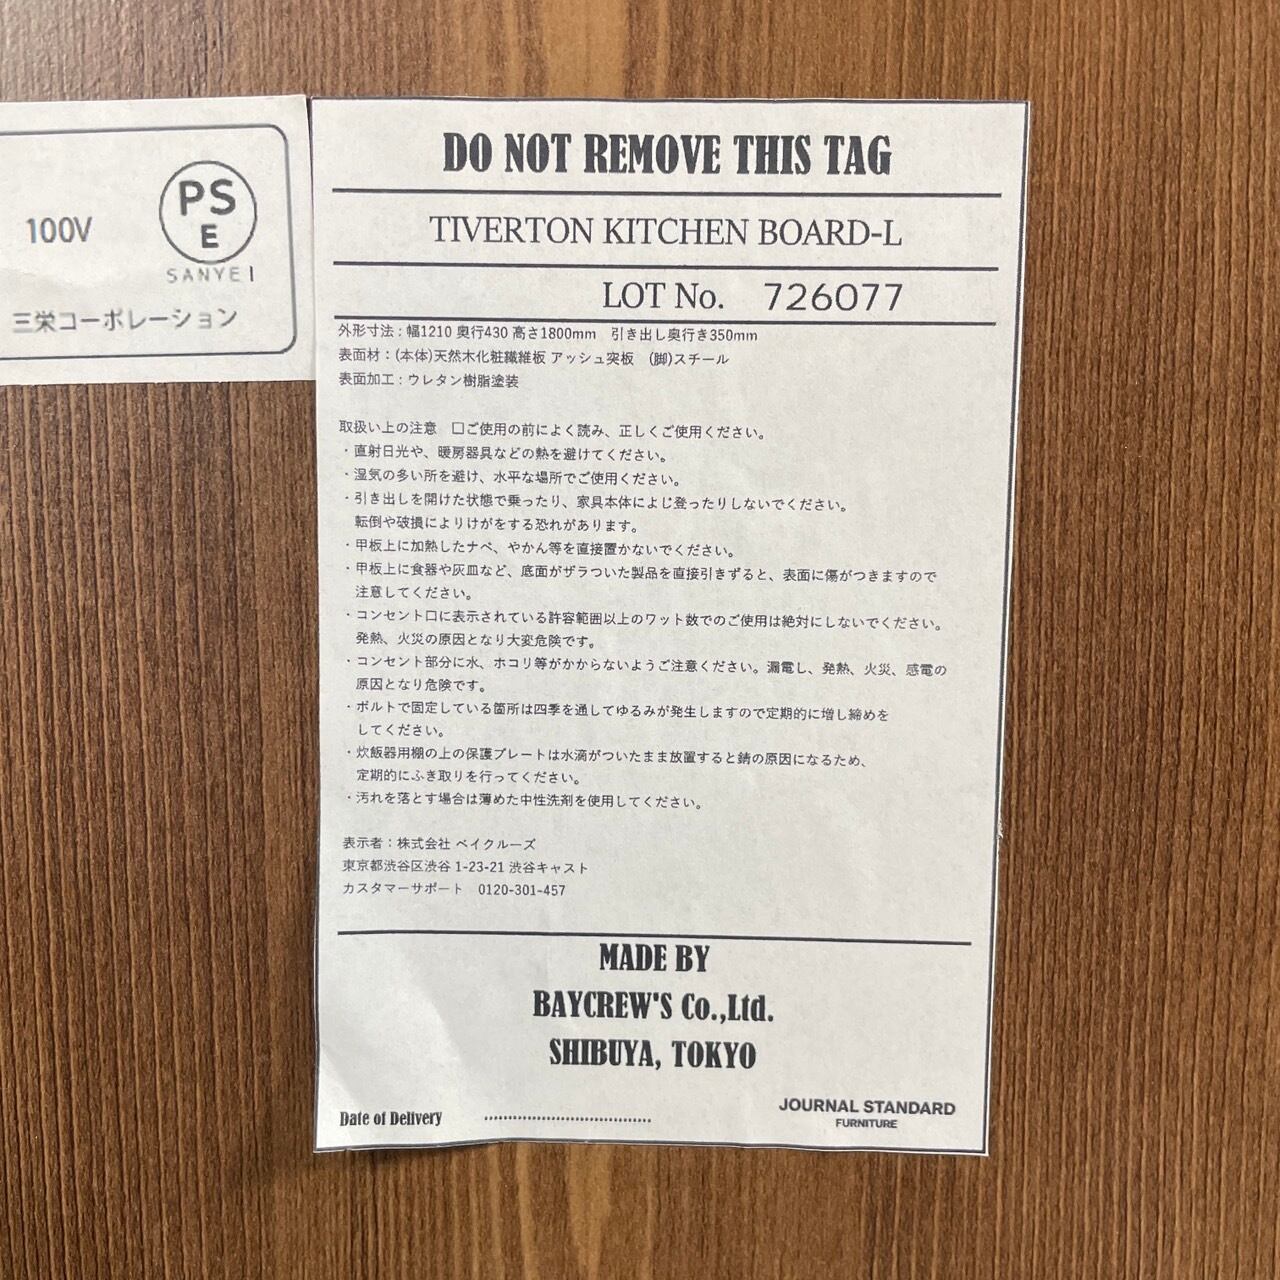 100V
PS
E
SANYEI
三栄コーポレーション
DO NOT REMOVE THIS TAG
TIVERTON KITCHEN BOARD-L
LOT No. 726077
外形寸法：幅1210 奥行430 高さ1800mm 引き出し奥行き350mm
表面材：(本体)天然木化粧繊維板 アッシュ突板 (脚)スチール
表面加工：ウレタン樹脂塗装
取扱い上の注意 □ご使用の前によく読み、正しくご使用ください。
・直射日光や、暖房器具などの熱を避けてください。
・湿気の多い所を避け、水平な場所でご使用ください。
・引き出しを開けた状態で乗ったり、家具本体によじ登ったりしないでください。
転倒や破損によりけがをする恐れがあります。
・甲板上に加熱したナベ、やかん等を直接置かないでください。
・甲板上に食器や灰皿など、底面がザラついた製品を直接引きずると、表面に傷がつきますので
注意してください。
・コンセント口に表示されている許容範囲以上のワット数でのご使用は絶対にしないでください。
発熱、火災の原因となり大変危険です。
・コンセント部分に水、ホコリ等がかからないようご注意ください。漏電し、発熱、火災、感電の
原因となり危険です。
・ボルトで固定している箇所は四季を通してゆるみが発生しますので定期的に増し締めを
してください。
・炊飯器用棚の上の保護プレートは水滴がついたまま放置すると錆の原因になるため、
定期的にふき取りを行ってください。
・汚れを落とす場合は薄めた中性洗剤を使用してください。
表示者：株式会社 ベイクルーズ
東京都渋谷区渋谷 1-23-21 渋谷キャスト
カスタマーサポート 0120-301-457
MADE BY
BAYCREW'S Co.,Ltd.
SHIBUYA, TOKYO
Date of Delivery ..................................
JOURNAL STANDARD
FURNITURE